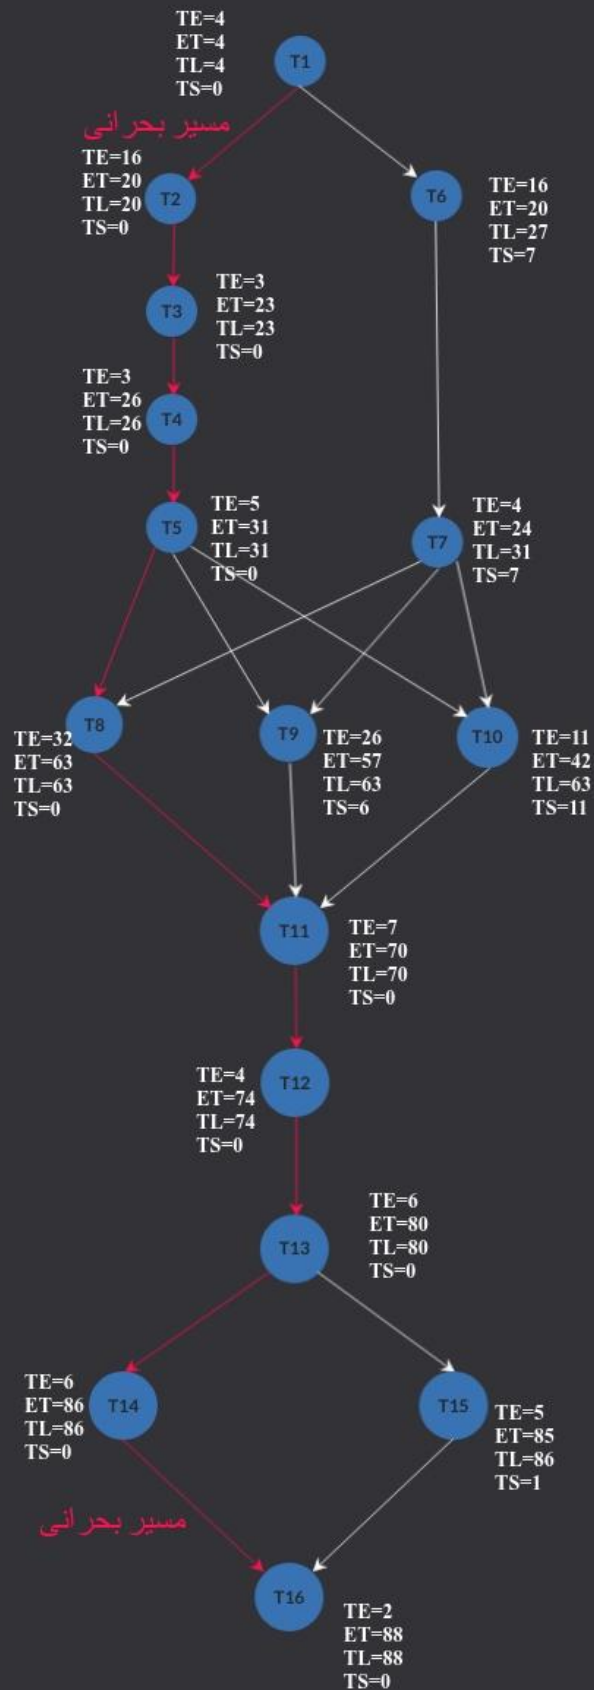 TE=4
ET=4
TL=4
TS=0
T1
مسیر بحرانی
TE=16
ET=20
TL=20
TS=0
T2
T6
TE=16
ET=20
TL=27
TS=7
TE=3
ET=23
TL=23
TS=0
T3
TE=3
ET=26
TL=26
TS=0
T4
TE=5
ET=31
TL=31
TS=0
T5
TE=4
ET=24
TL=31
TS=7
T7
T8
TE=32
ET=63
TL=63
TS=0
T9
TE=26
ET=57
TL=63
TS=6
T10
TE=11
ET=42
TL=63
TS=11
T11
TE=7
ET=70
TL=70
TS=0
TE=4
ET=74
TL=74
TS=0
T12
TE=6
ET=80
TL=80
TS=0
T13
TE=6
ET=86
TL=86
TS=0
T14
T15
TE=5
ET=85
TL=86
TS=1
مسیر بحرانی
T16
TE=2
ET=88
TL=88
TS=0